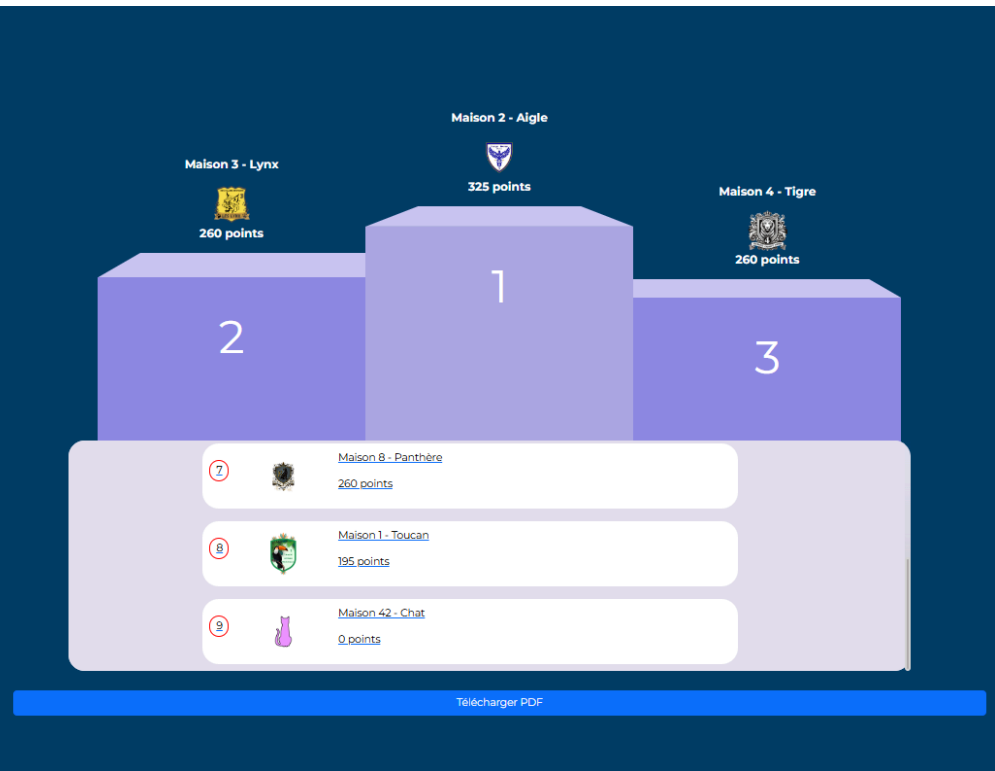 Maison 2 - Aigle
325 points
Maison 3 - Lynx
260 points
Maison 4 - Tigre
4
260 points
1
2
3
7
Maison 8 - Panthère
260 points
8
Maison 1 - Toucan
195 points
9
Maison 42 - Chat
0 points
Télécharger PDF